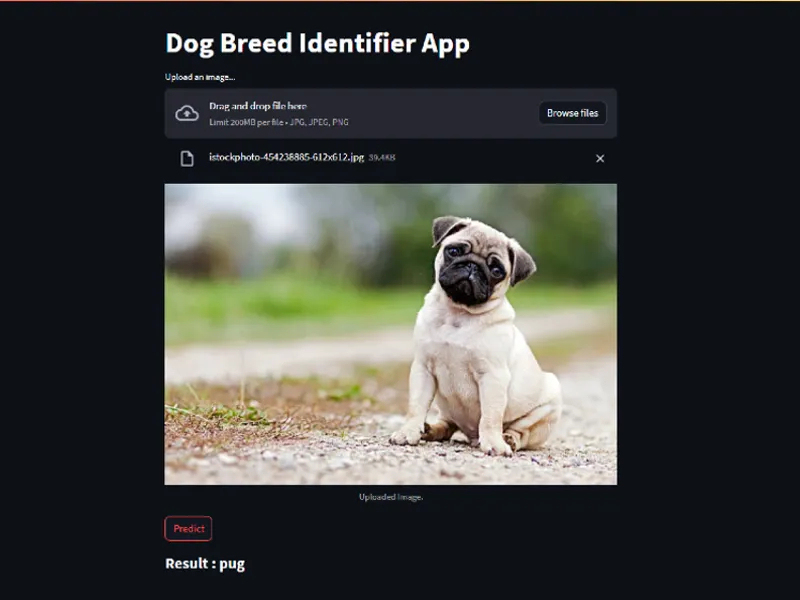 Dog Breed Identifier App
Upload an image...
Drag and drop file here
Limit 200MB per file • JPG, JPEG, PNG
Browse files
istockphoto-454238885-612x612.jpg 39.4KB
Uploaded Image.
Predict
Result : pug